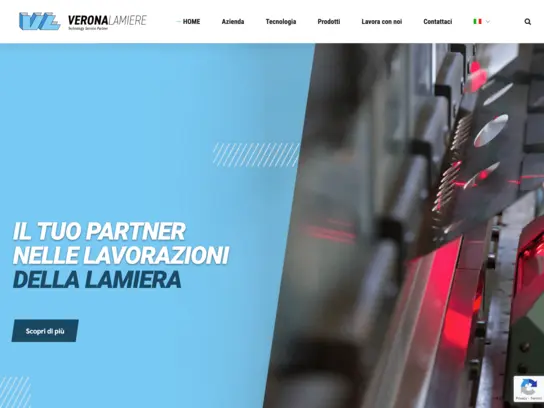 VERONALAMIERE
Technology Service Partner
HOME
Azienda
Tecnologia
Prodotti
Lavora con noi
Contattaci
IL TUO PARTNER
NELLE LAVORAZIONI
DELLA LAMIERA
Scopri di più
Privacy - Termini